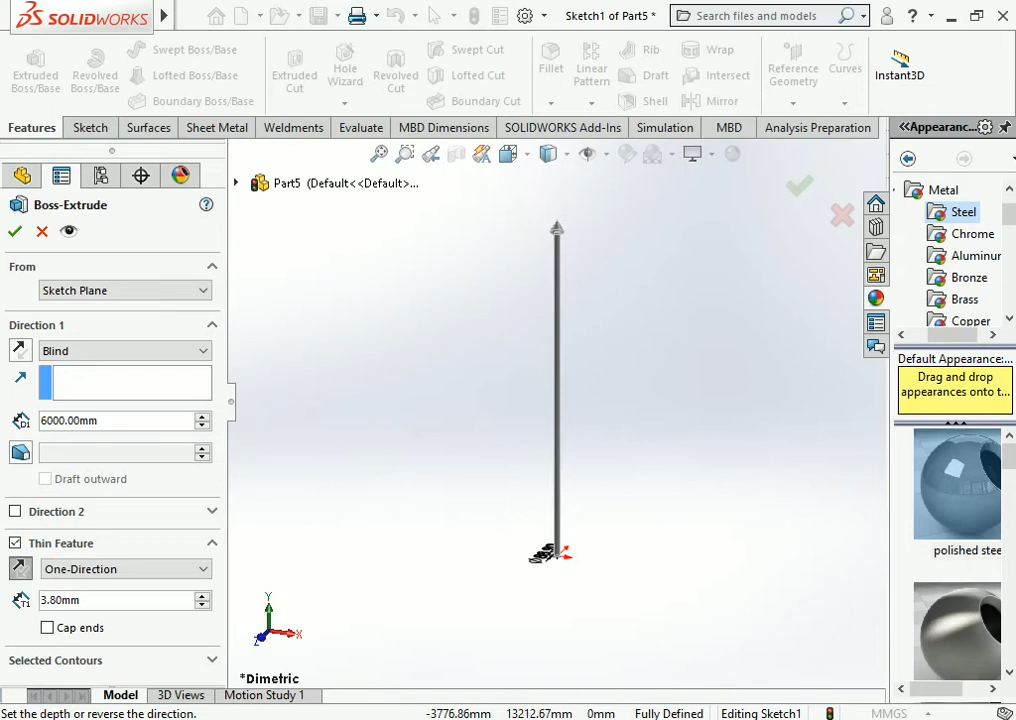 SOLIDWORKS
Sketch1 of Part5 *
Search files and models
Extruded Boss/Base
Revolved Boss/Base
Swept Boss/Base
Lofted Boss/Base
Boundary Boss/Base
Extruded Cut
Hole Wizard
Revolved Cut
Swept Cut
Lofted Cut
Boundary Cut
Fillet
Linear Pattern
Rib
Draft
Shell
Wrap
Intersect
Mirror
Reference Geometry
Curves
Instant3D
Features
Sketch
Surfaces
Sheet Metal
Weldments
Evaluate
MBD Dimensions
SOLIDWORKS Add-Ins
Simulation
MBD
Analysis Preparation
Boss-Extrude
From
Sketch Plane
Direction 1
Blind
D1
6000.00mm
Draft outward
Direction 2
Thin Feature
One-Direction
T1
3.80mm
Cap ends
Selected Contours
Part5 (Default<<Default>...
Y
X
Z
*Dimetric
<<Appearanc...
Metal
Steel
Chrome
Aluminur
Bronze
Brass
Copper
Default Appearance:...
Drag and drop
appearances onto t...
polished stee
Model
3D Views
Motion Study 1
Set the depth or reverse the direction.
-3776.86mm
13212.67mm
0mm
Fully Defined
Editing Sketch1
MMGS